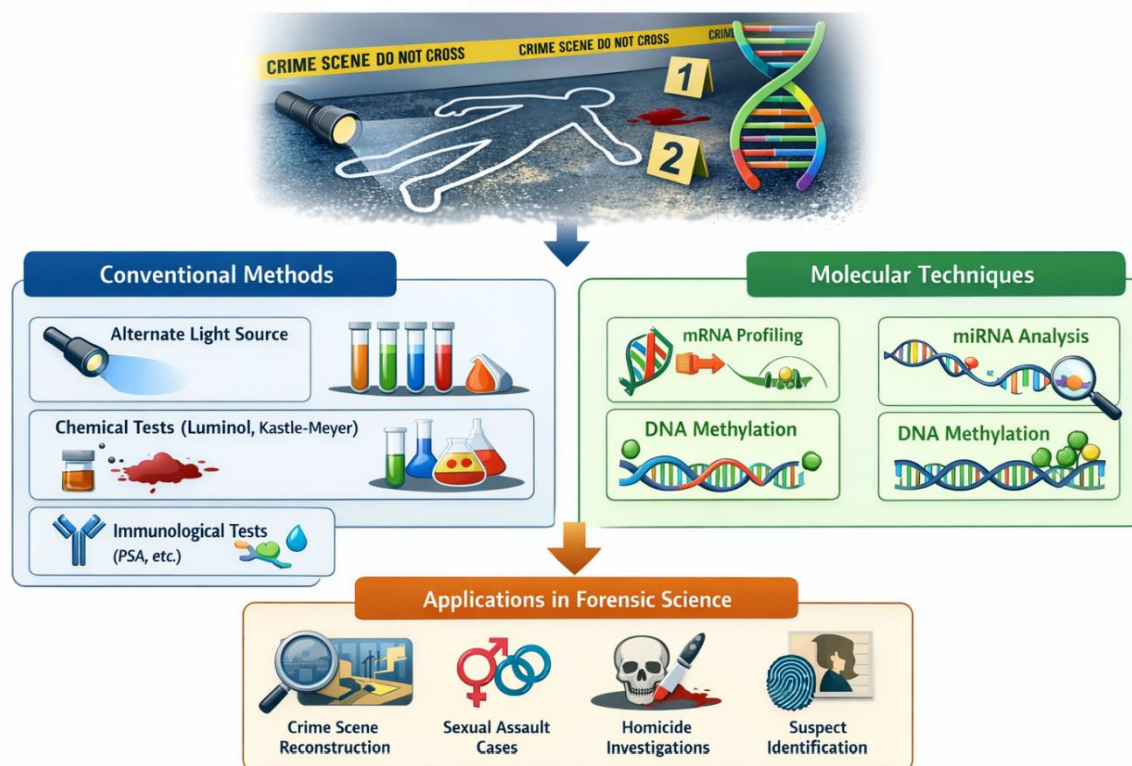 CRIME SCENE DO NOT CROSS
CRIME SCENE DO NOT CROSS
CRIME
1
2
Conventional Methods
Alternate Light Source
Chemical Tests (Luminol, Kastle-Meyer)
Immunological Tests
(PSA, etc.)
Molecular Techniques
mRNA Profiling
miRNA Analysis
DNA Methylation
DNA Methylation
Applications in Forensic Science
Crime Scene
Reconstruction
Sexual Assault
Cases
Homicide
Investigations
Suspect
Identification